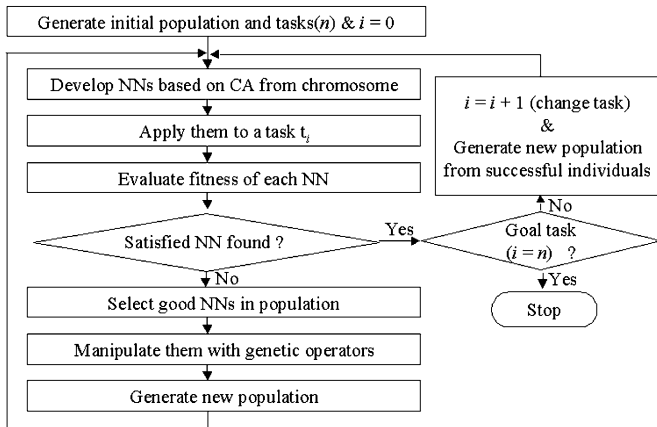 Generate initial population and tasks(n) & i = 0
Develop NNs based on CA from chromosome
Apply them to a task ti
Evaluate fitness of each NN
Satisfied NN found ?
Yes
No
Select good NNs in population
Manipulate them with genetic operators
Generate new population
i = i + 1 (change task)
&
Generate new population
from successful individuals
No
Goal task
(i = n) ?
Yes
Stop